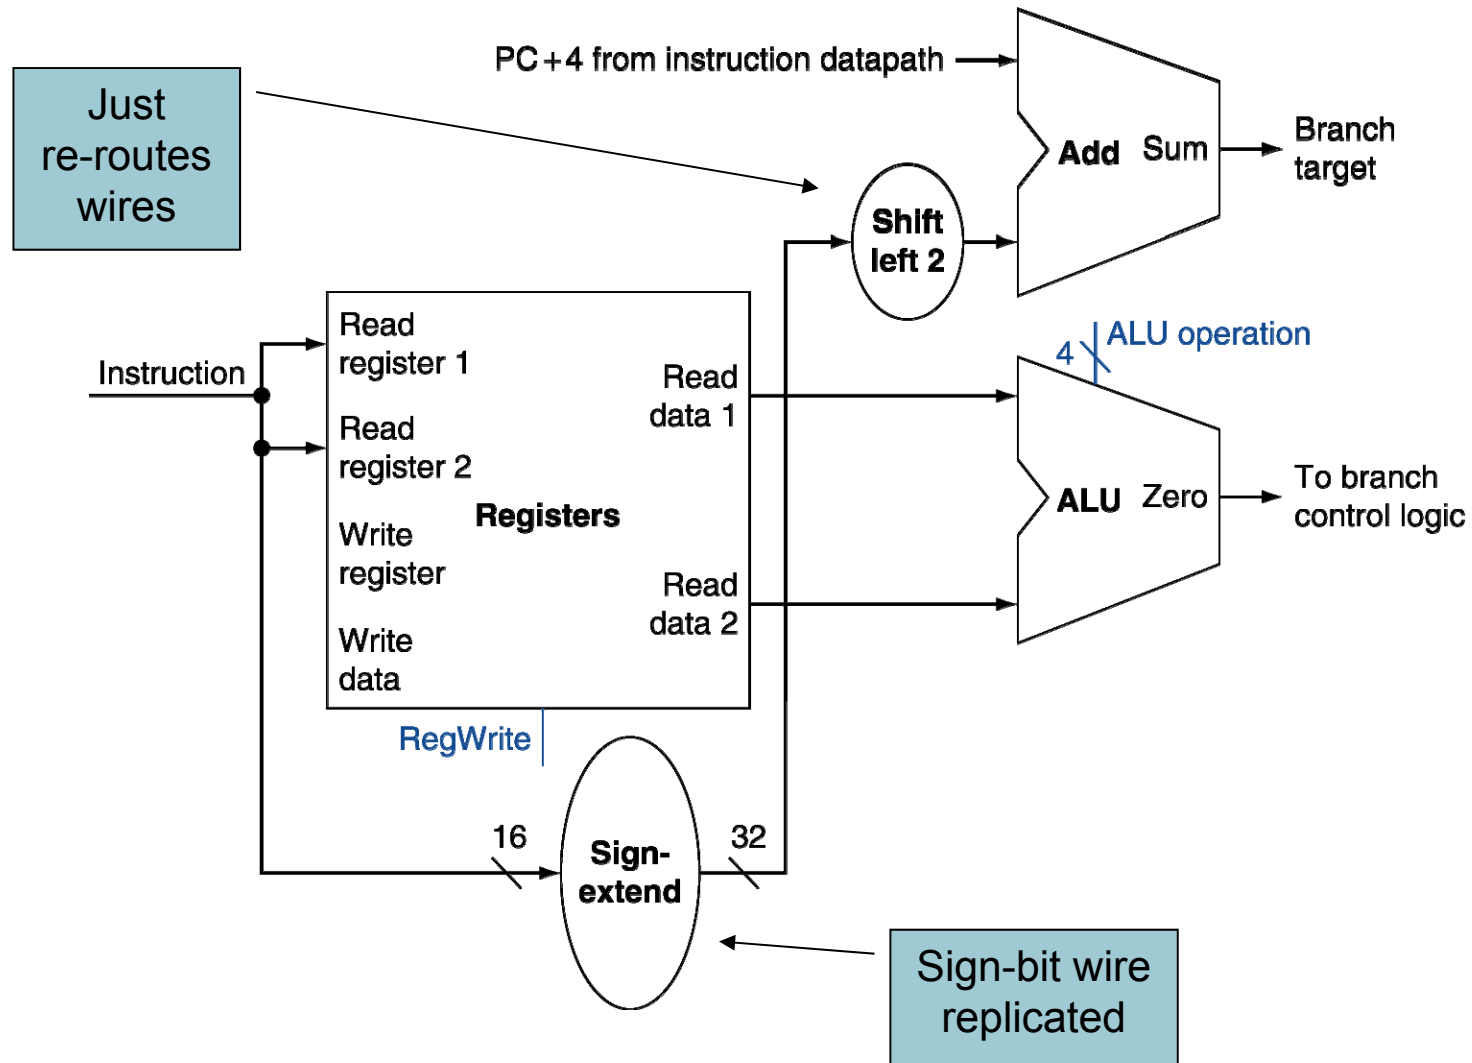 PC+4 from instruction datapath
Just
re-routes
wires
Add Sum
Branch
target
Shift
left 2
Instruction
Read
register 1
Read
register 2
Write
register
Write
data
Registers
Read
data 1
Read
data 2
RegWrite
4
ALU operation
ALU Zero
To branch
control logic
16
Sign-
extend
32
Sign-bit wire
replicated